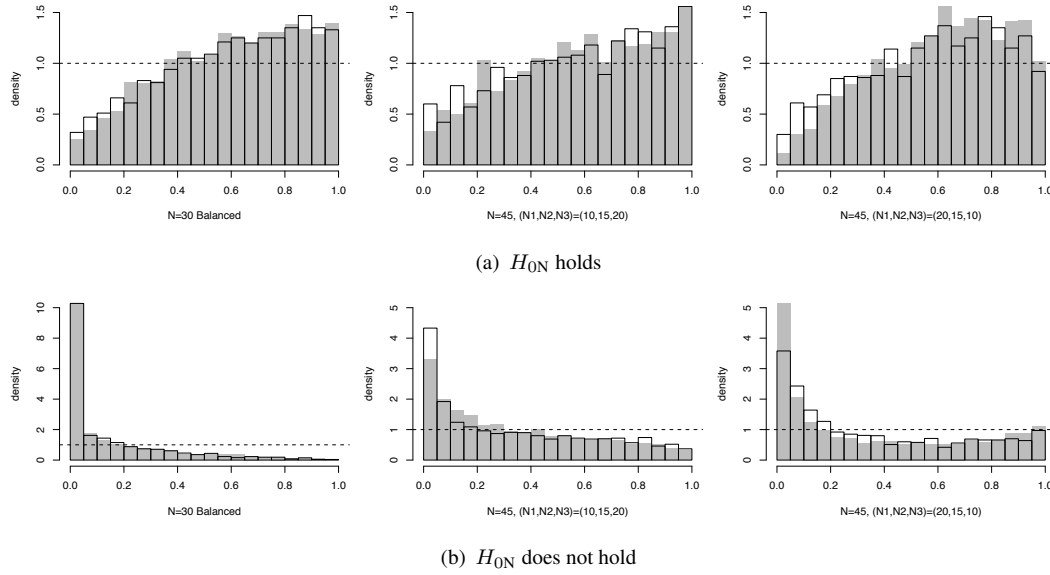 density
0.0 0.5 1.0 1.5
0.0 0.2 0.4 0.6 0.8 1.0
N=30 Balanced
density
0.0 0.5 1.0 1.5
0.0 0.2 0.4 0.6 0.8 1.0
N=45, (N1,N2,N3)=(10,15,20)
density
0.0 0.5 1.0 1.5
0.0 0.2 0.4 0.6 0.8 1.0
N=45, (N1,N2,N3)=(20,15,10)
(a) H0N holds
density
0 2 4 6 8 10
0.0 0.2 0.4 0.6 0.8 1.0
N=30 Balanced
density
0 1 2 3 4 5
0.0 0.2 0.4 0.6 0.8 1.0
N=45, (N1,N2,N3)=(10,15,20)
density
0 1 2 3 4 5
0.0 0.2 0.4 0.6 0.8 1.0
N=45, (N1,N2,N3)=(20,15,10)
(b) H0N does not hold